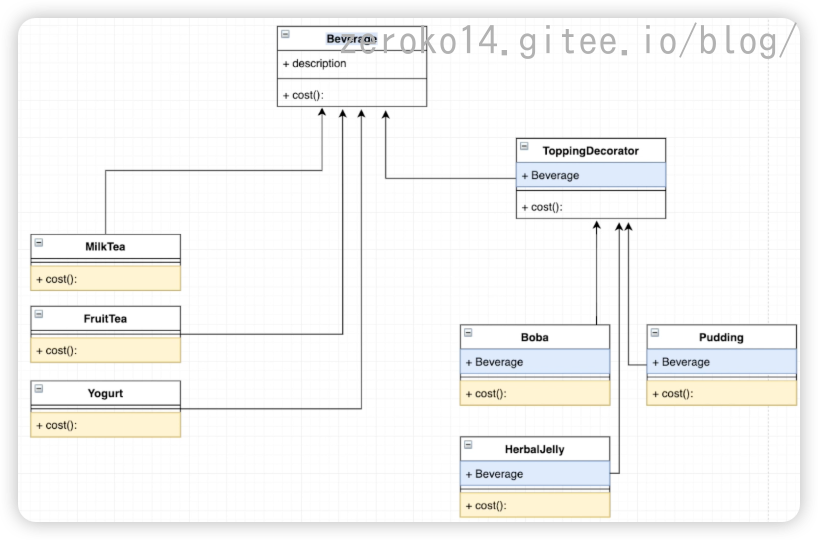 Beverage
zeroko14.gitee.io/blog/
+ description
+ cost():
ToppingDecorator
+ Beverage
+ cost():
MilkTea
+ cost():
FruitTea
+ cost():
Yogurt
+ cost():
Boba
+ Beverage
+ cost():
Pudding
+ Beverage
+ cost():
HerbalJelly
+ Beverage
+ cost():